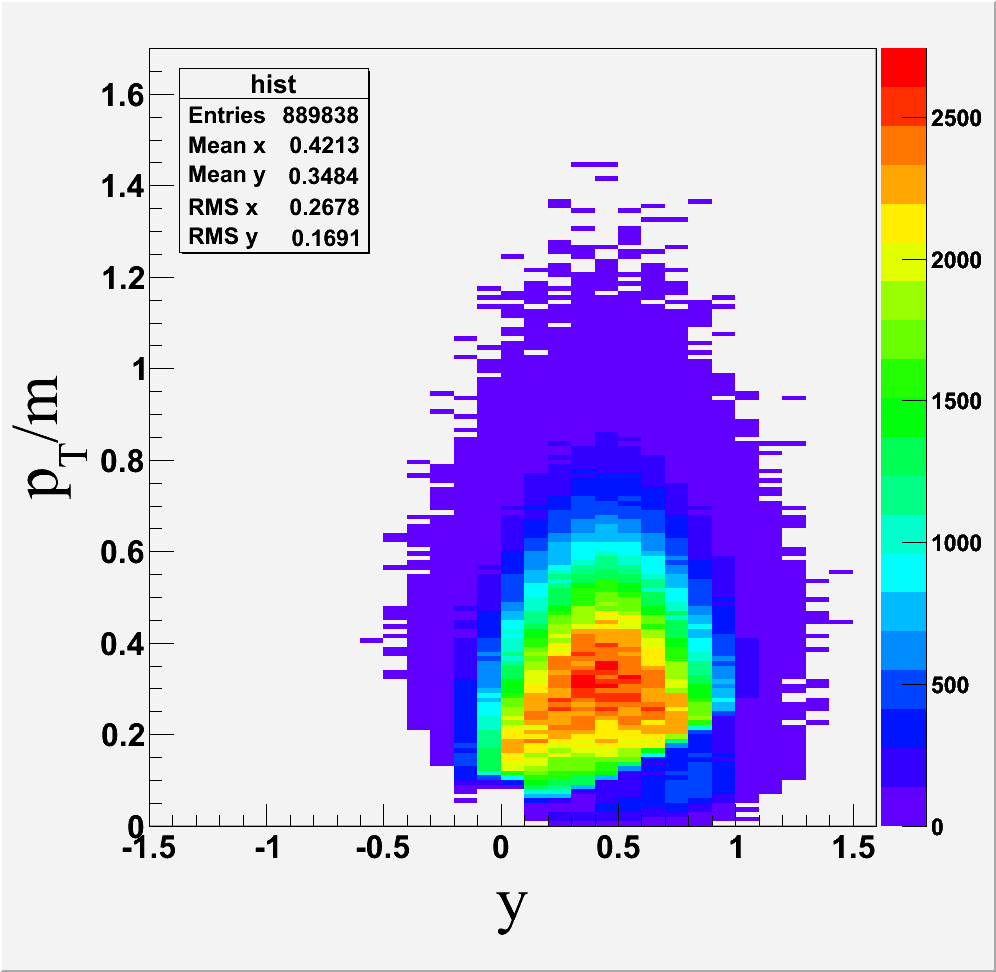 hist
Entries 889838
Mean x 0.4213
Mean y 0.3484
RMS x 0.2678
RMS y 0.1691
1.6
1.4
1.2
1
0.8
0.6
0.4
0.2
0
p_T/m
-1.5 -1 -0.5 0 0.5 1 1.5
y
2500
2000
1500
1000
500
0